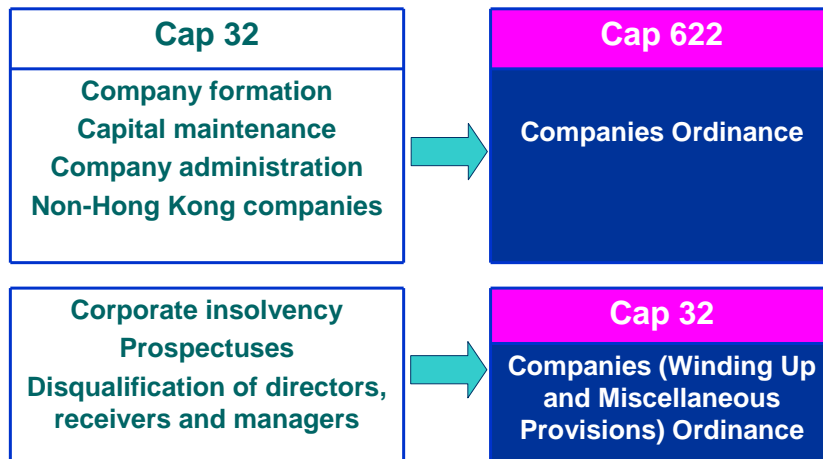 Cap 32
Company formation
Capital maintenance
Company administration
Non-Hong Kong companies
Cap 622
Companies Ordinance
Corporate insolvency
Prospectuses
Disqualification of directors,
receivers and managers
Cap 32
Companies (Winding Up
and Miscellaneous
Provisions) Ordinance